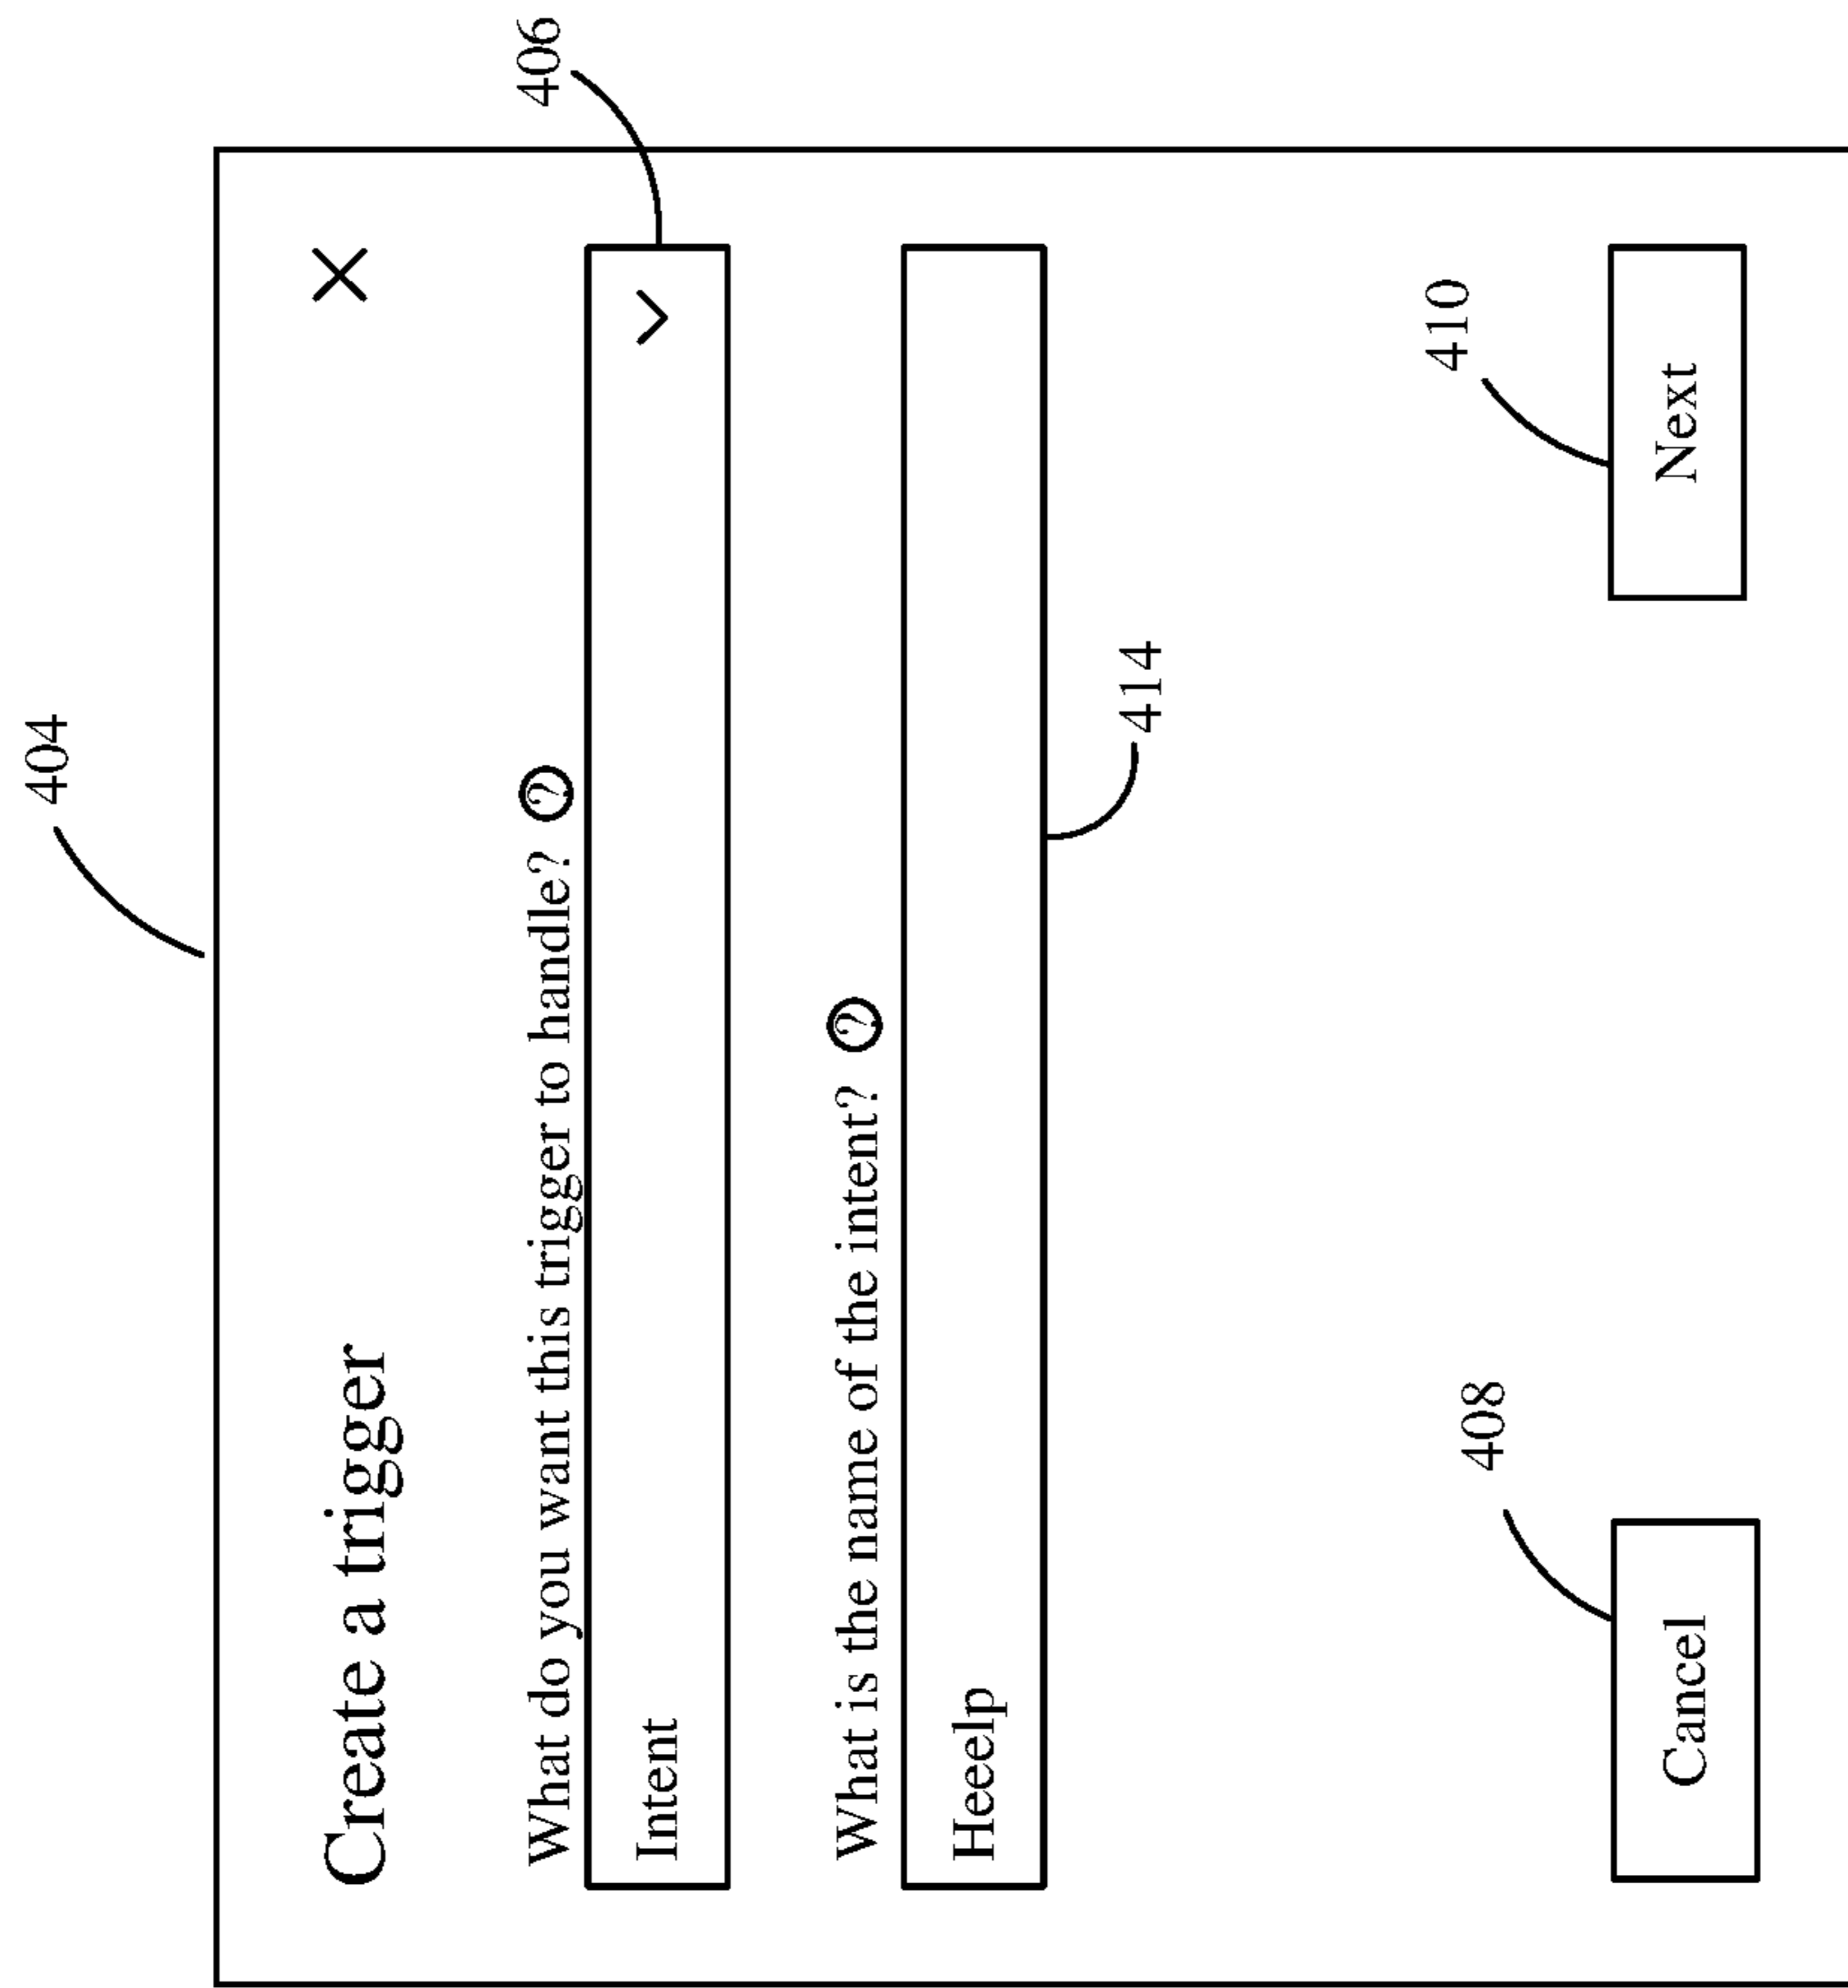 404
Create a trigger
406
What do you want this trigger to handle? ?
Intent
What is the name of the intent? ?
Heelp
414
410
408
Next
Cancel